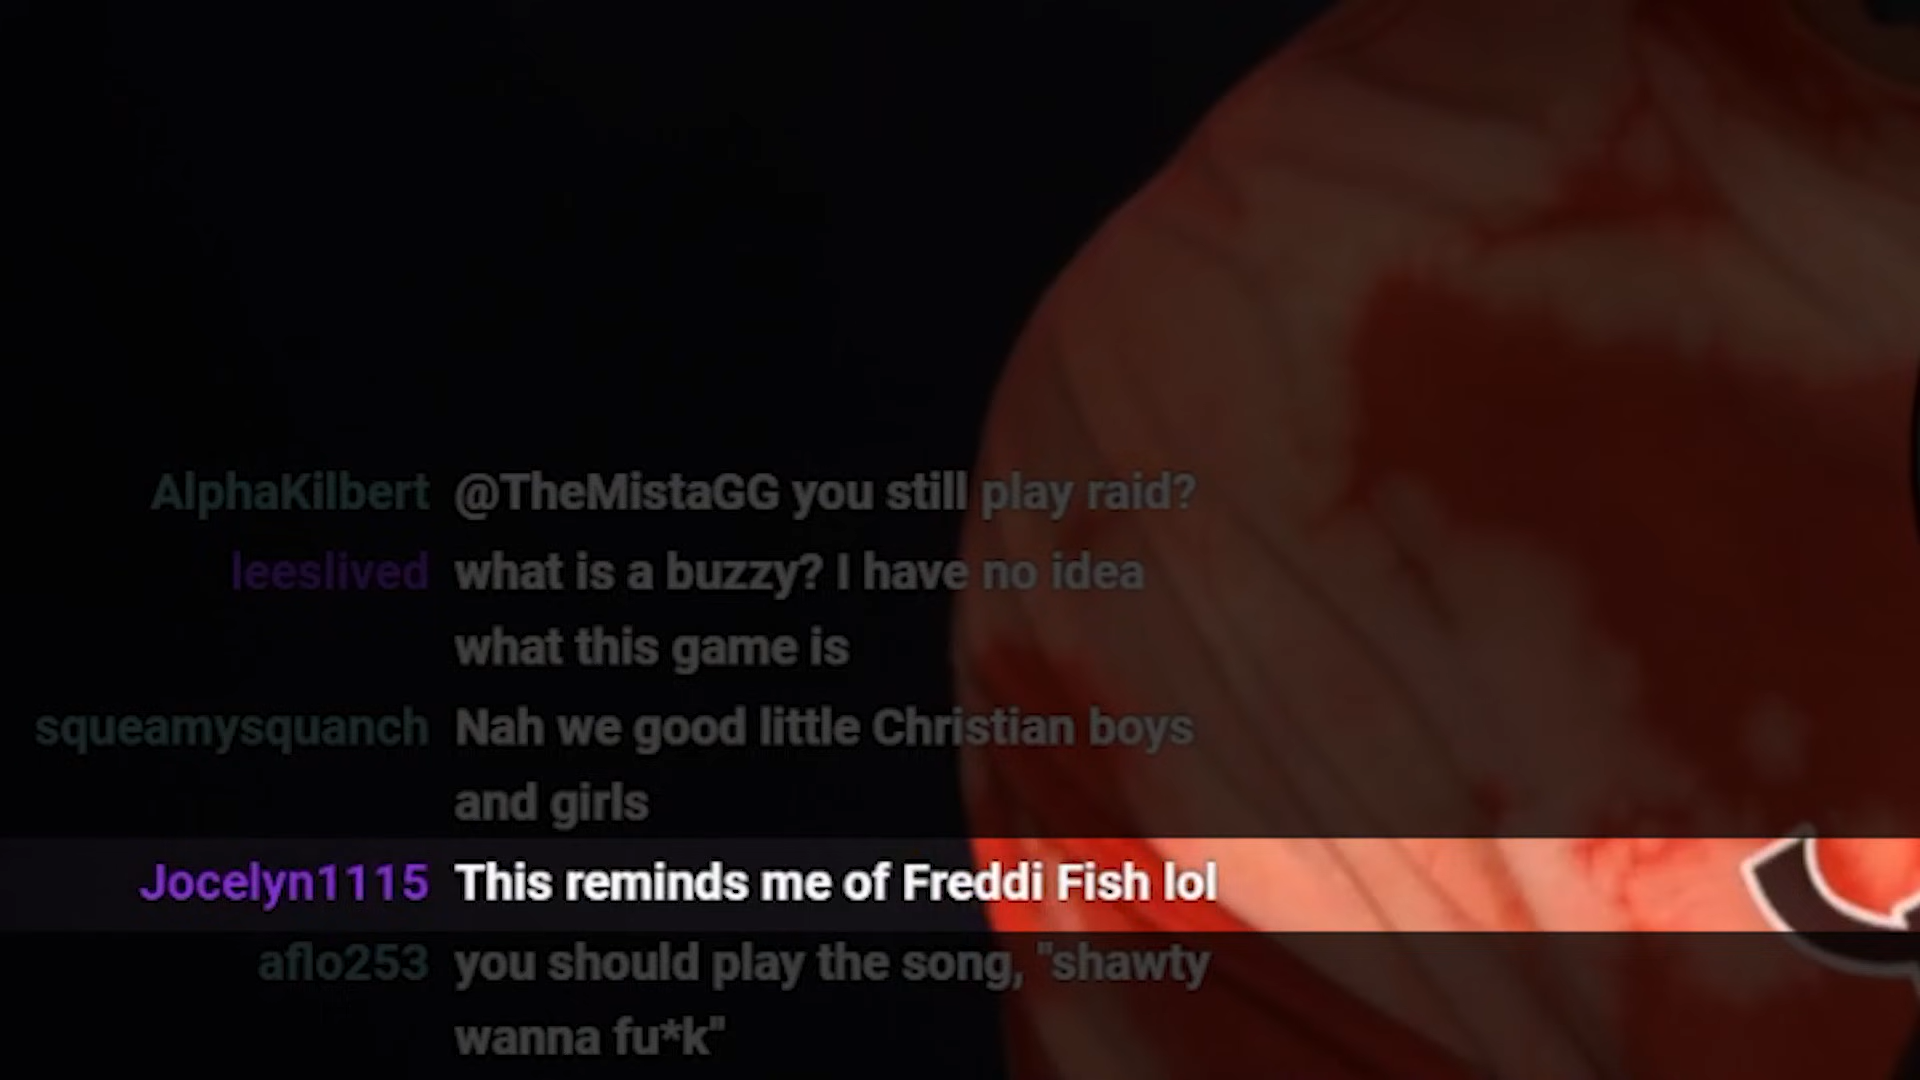 AlphaKilbert @TheMistaGG you still play raid?
leeslived what is a buzzy? I have no idea
what this game is
squeamysquanch Nah we good little Christian boys
and girls
Jocelyn1115 This reminds me of Freddi Fish lol
aflo253 you should play the song, "shawty
wanna fu*k"